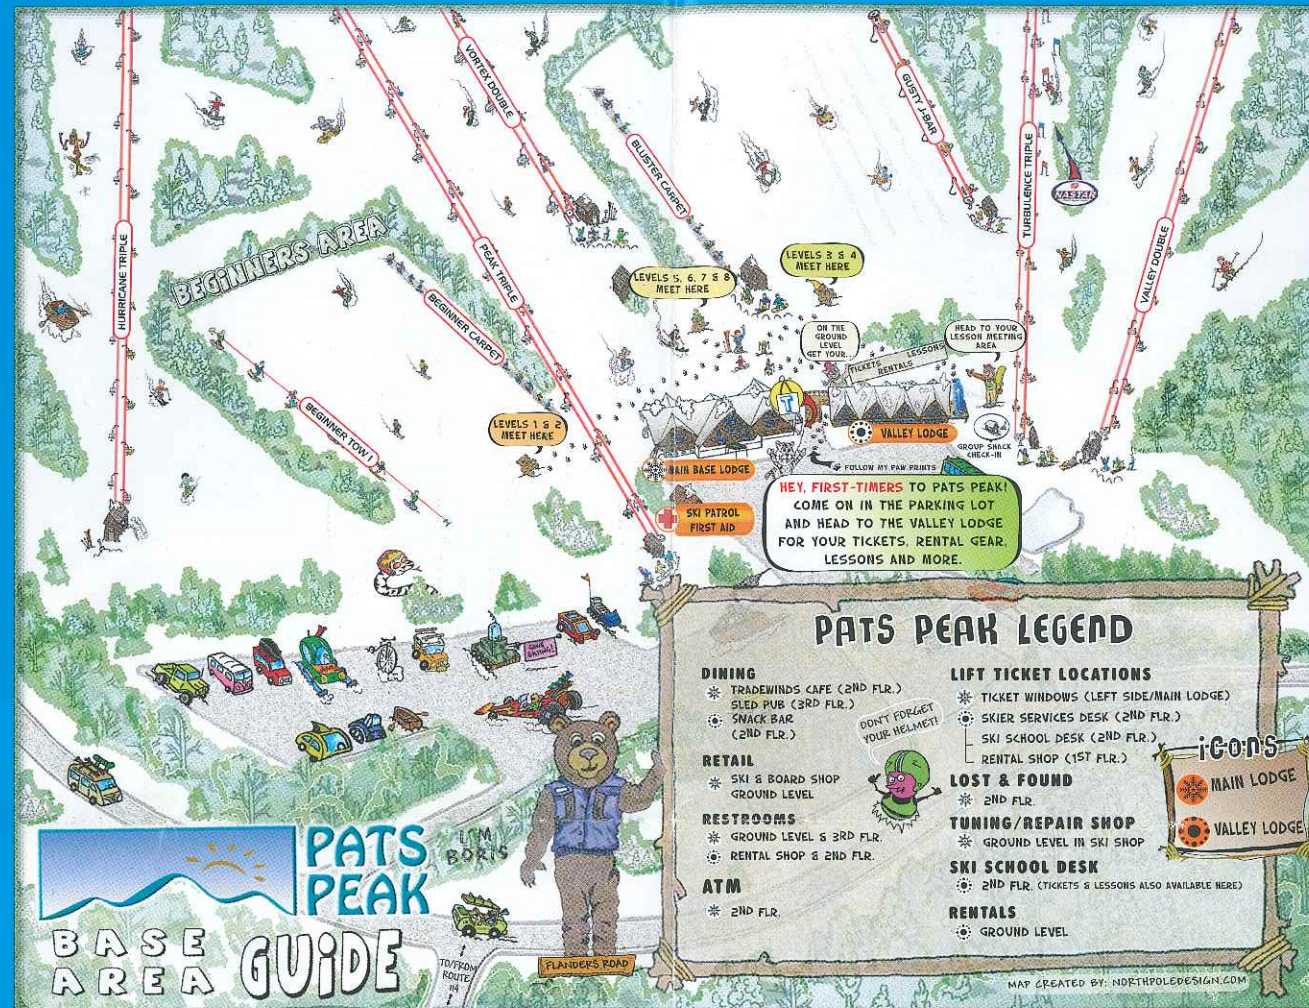 HURRICANE TRIPLE
VORTEX DOUBLE
PEAK TRIPLE
BLUSTER CARPET
GUSTY J-BAR
TURBULENCE TRIPLE
NASTAR
VALLEY DOUBLE
BEGINNERS AREA
BEGINNER CARPET
BEGINNER TOW 1
LEVELS 5, 6, 7 & 8
MEET HERE
LEVELS 3 & 4
MEET HERE
ON THE
GROUND
LEVEL
GET YOUR...
TICKETS LESSONS
RENTALS
HEAD TO YOUR
LESSON MEETING
AREA
LEVELS 1 & 2
MEET HERE
T
VALLEY LODGE
GROUP SHACK
CHECK-IN
MAIN BASE LODGE
FOLLOW MY PAW PRINTS
SKI PATROL
FIRST AID
HEY, FIRST-TIMERS TO PATS PEAK!
COME ON IN THE PARKING LOT
AND HEAD TO THE VALLEY LODGE
FOR YOUR TICKETS, RENTAL GEAR,
LESSONS AND MORE.
GONE
SKIING!
PATS PEAK LEGEND
DINING
TRADEWINDS CAFE (2ND FLR.)
SLED PUB (3RD FLR.)
SNACK BAR
(2ND FLR.)
RETAIL
SKI & BOARD SHOP
GROUND LEVEL
RESTROOMS
GROUND LEVEL & 3RD FLR.
RENTAL SHOP & 2ND FLR.
ATM
2ND FLR.
DON'T FORGET
YOUR HELMET!
LIFT TICKET LOCATIONS
TICKET WINDOWS (LEFT SIDE/MAIN LODGE)
SKIER SERVICES DESK (2ND FLR.)
SKI SCHOOL DESK (2ND FLR.)
RENTAL SHOP (1ST FLR.)
LOST & FOUND
2ND FLR.
TUNING/REPAIR SHOP
GROUND LEVEL IN SKI SHOP
SKI SCHOOL DESK
2ND FLR. (TICKETS & LESSONS ALSO AVAILABLE HERE)
RENTALS
GROUND LEVEL
iCONS
MAIN LODGE
VALLEY LODGE
I'M
BORIS
PATS
PEAK
BASE
AREA
GUiDE
TO/FROM
ROUTE
114
FLANDERS ROAD
MAP CREATED BY: NORTHPOLEDESIGN.COM